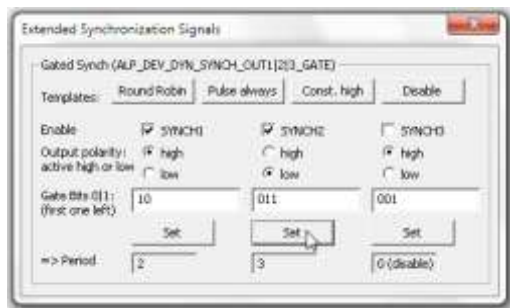 Extended Synchronization Signals
Gated Synch (ALP_DEV_DYN_SYNCH_OUT1|2|3_GATE)
Templates: Round Robin Pulse always Const. high Disable
Enable SYNCH1 SYNCH2 SYNCH3
Output polarity: high high high
active high or low low low low
Gate Bits 0|1: 10 011 001
(first one left)
Set Set Set
=> Period 2 3 0 (disable)